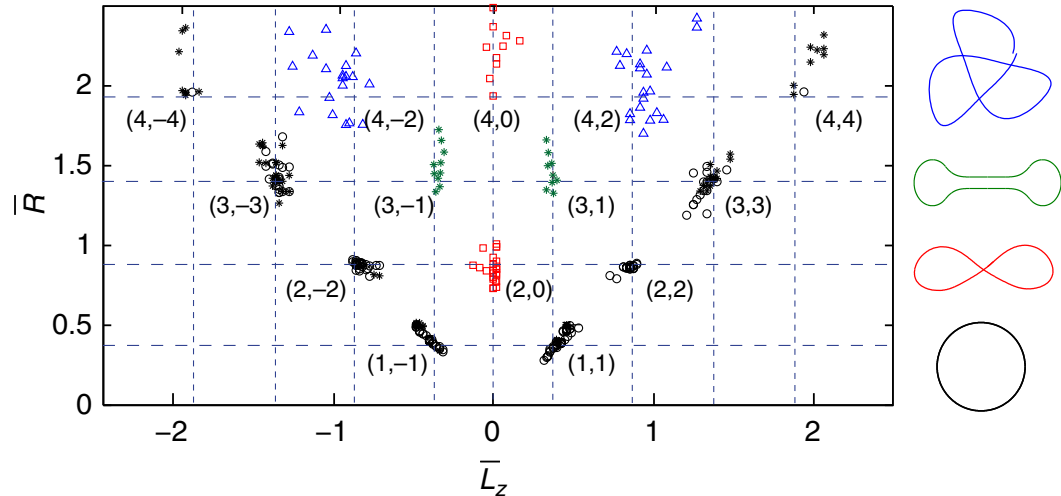 2
(4,−4) (4,−2) (4,0) (4,2) (4,4)
1.5
(3,−3) (3,−1) (3,1) (3,3)
R̅
1
(2,−2) (2,0) (2,2)
0.5
(1,−1) (1,1)
0
−2 −1 0 1 2
L̅z